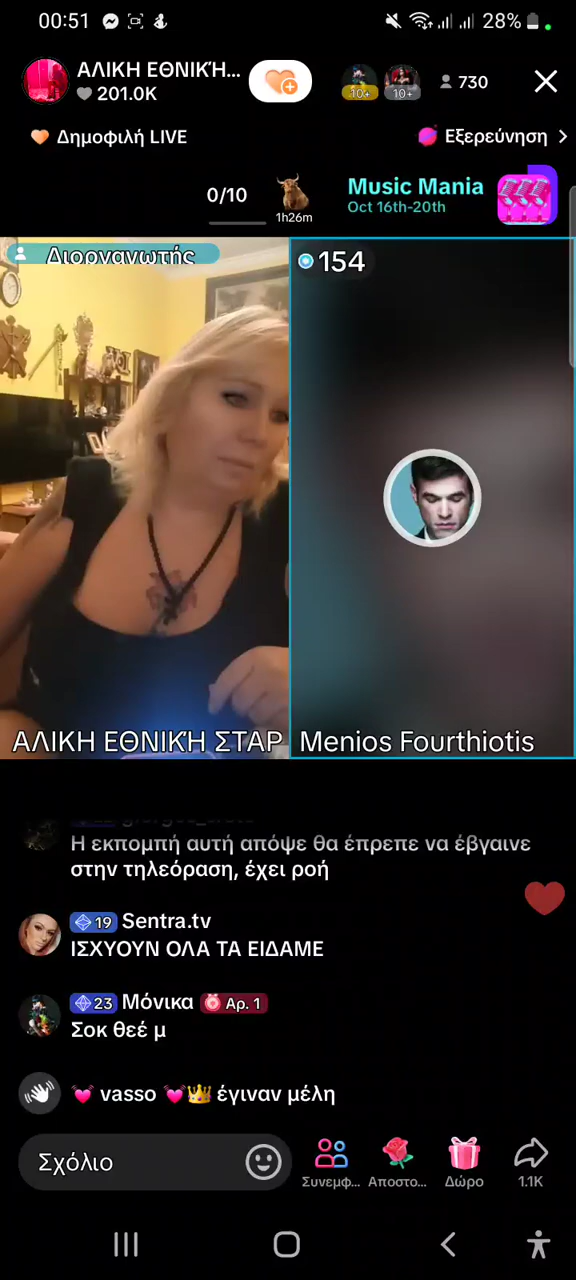 00:51
28%
ΑΛΙΚΗ ΕΘΝΙΚΉ...
201.0K
10+
10+
730
Δημοφιλή LIVE
Εξερεύνηση
0/10
1h26m
Music Mania
Oct 16th-20th
Διοργανωτής
154
ΑΛΙΚΗ ΕΘΝΙΚΉ ΣΤΑΡ
Menios Fourthiotis
Η εκπομπή αυτή απόψε θα έπρεπε να έβγαινε
στην τηλεόραση, έχει ροή
19 Sentra.tv
ΙΣΧΥΟΥΝ ΟΛΑ ΤΑ ΕΙΔΑΜΕ
23 Μόνικα Αρ. 1
Σοκ θεέ μ
vasso έγιναν μέλη
Σχόλιο
Συνεμφ...
Αποστο...
Δώρο
1.1K